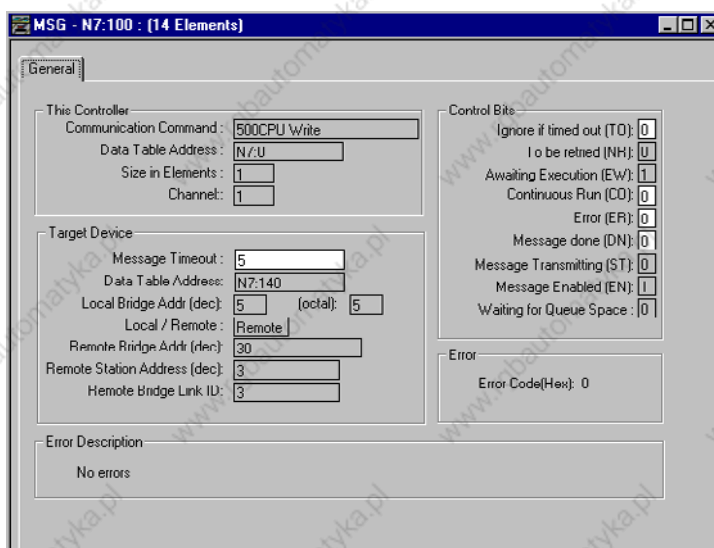 MSG - N7:100 : (14 Elements)
General
This Controller
Communication Command : 500CPU Write
Data Table Address : N7:0
Size in Elements : 1
Channel: 1
Target Device
Message Timeout : 5
Data Table Address: N7:140
Local Bridge Addr (dec): 5 (octal): 5
Local / Remote : Remote
Remote Bridge Addr (dec): 30
Remote Station Address (dec): 3
Remote Bridge Link ID: 3
Control Bits
Ignore if timed out (TO): 0
To be retried (NR): 0
Awaiting Execution (EW): 1
Continuous Run (CO): 0
Error (ER): 0
Message done (DN): 0
Message Transmitting (ST): 0
Message Enabled (EN): 1
Waiting for Queue Space : 0
Error
Error Code(Hex): 0
Error Description
No errors
www.rgbautomatyka.pl